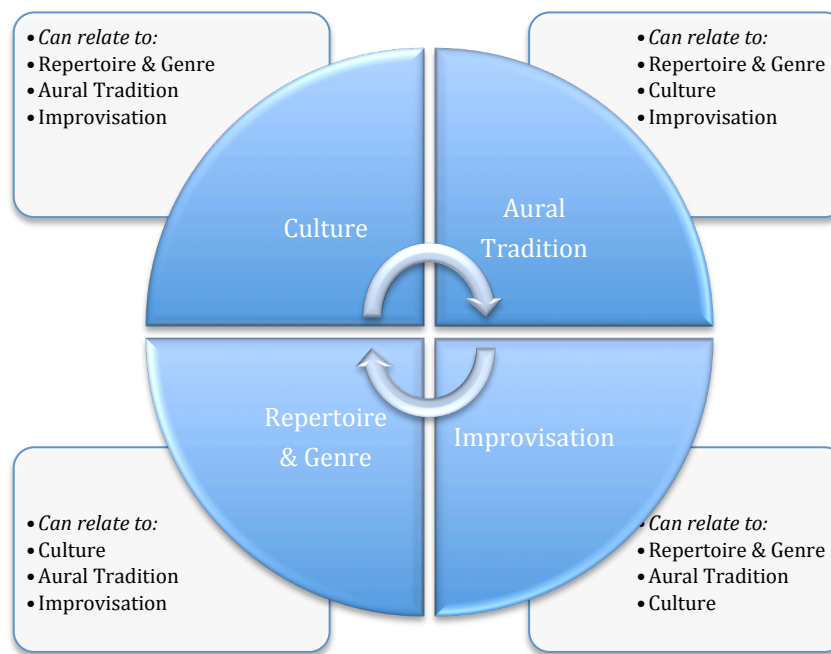 • Can relate to:
• Repertoire & Genre
• Aural Tradition
• Improvisation
• Can relate to:
• Repertoire & Genre
• Culture
• Improvisation
Culture
Aural
Tradition
Repertoire
& Genre
Improvisation
• Can relate to:
• Culture
• Aural Tradition
• Improvisation
• Can relate to:
• Repertoire & Genre
• Aural Tradition
• Culture